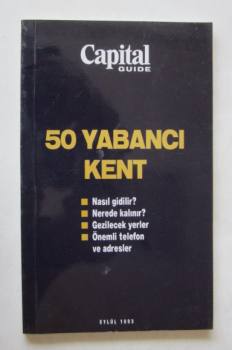 Capital
GUIDE
50 YABANCI
KENT
Nasıl gidilir?
Nerede kalınır?
Gezilecek yerler
Önemli telefon
ve adresler
EYLÜL 1995